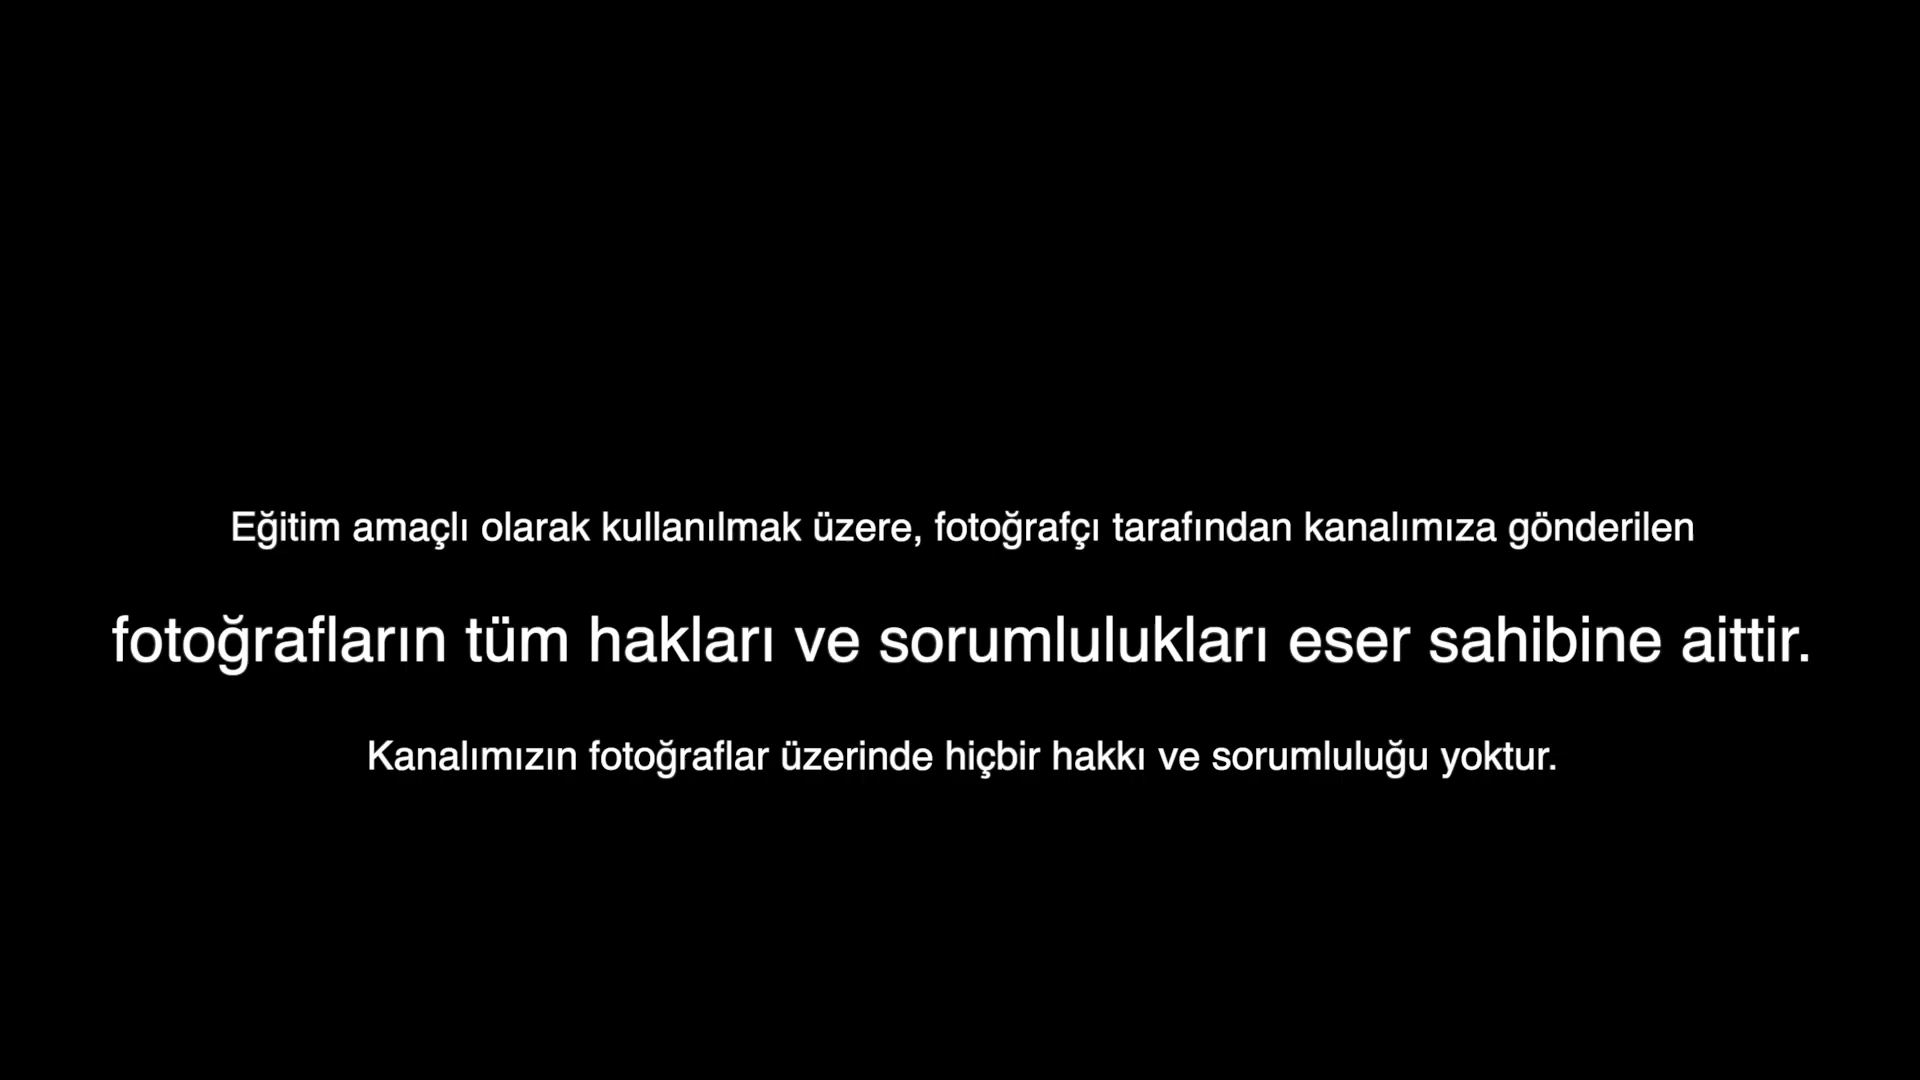 Eğitim amaçlı olarak kullanılmak üzere, fotoğrafçı tarafından kanalımıza gönderilen
fotoğrafların tüm hakları ve sorumlulukları eser sahibine aittir.
Kanalımızın fotoğraflar üzerinde hiçbir hakkı ve sorumluluğu yoktur.